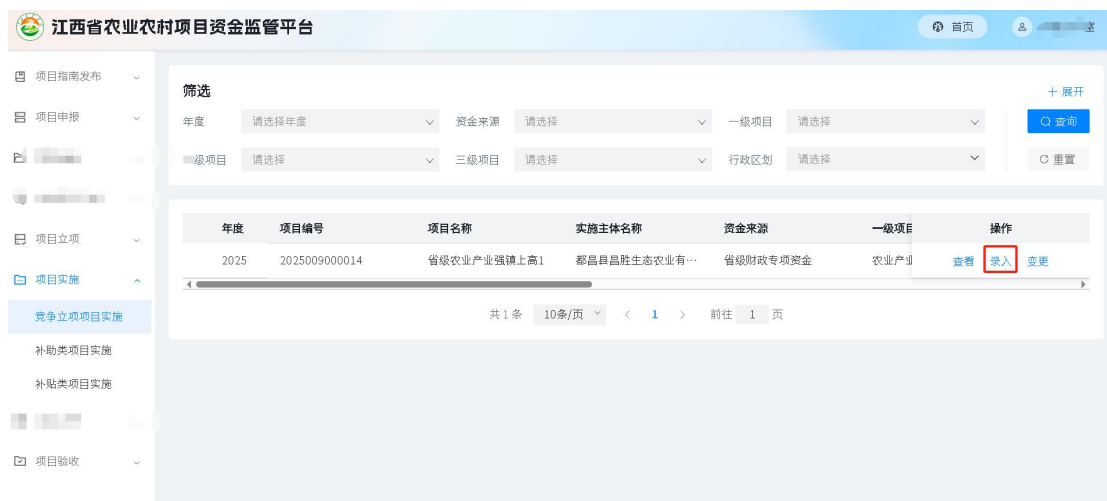 江西省农业农村项目资金监管平台
首页
项目指南发布
项目申报
项目立项
项目实施
竞争立项项目实施
补助类项目实施
补贴类项目实施
项目验收
筛选
+ 展开
年度 请选择年度 资金来源 请选择 一级项目 请选择 查询
级项目 请选择 三级项目 请选择 行政区划 请选择 重置
年度 项目编号 项目名称 实施主体名称 资金来源 一级项目 操作
2025 2025009000014 省级农业产业强镇上高1 都昌县昌胜生态农业有… 省级财政专项资金 农业产业 查看 录入 变更
共1条 10条/页 < 1 > 前往 1 页